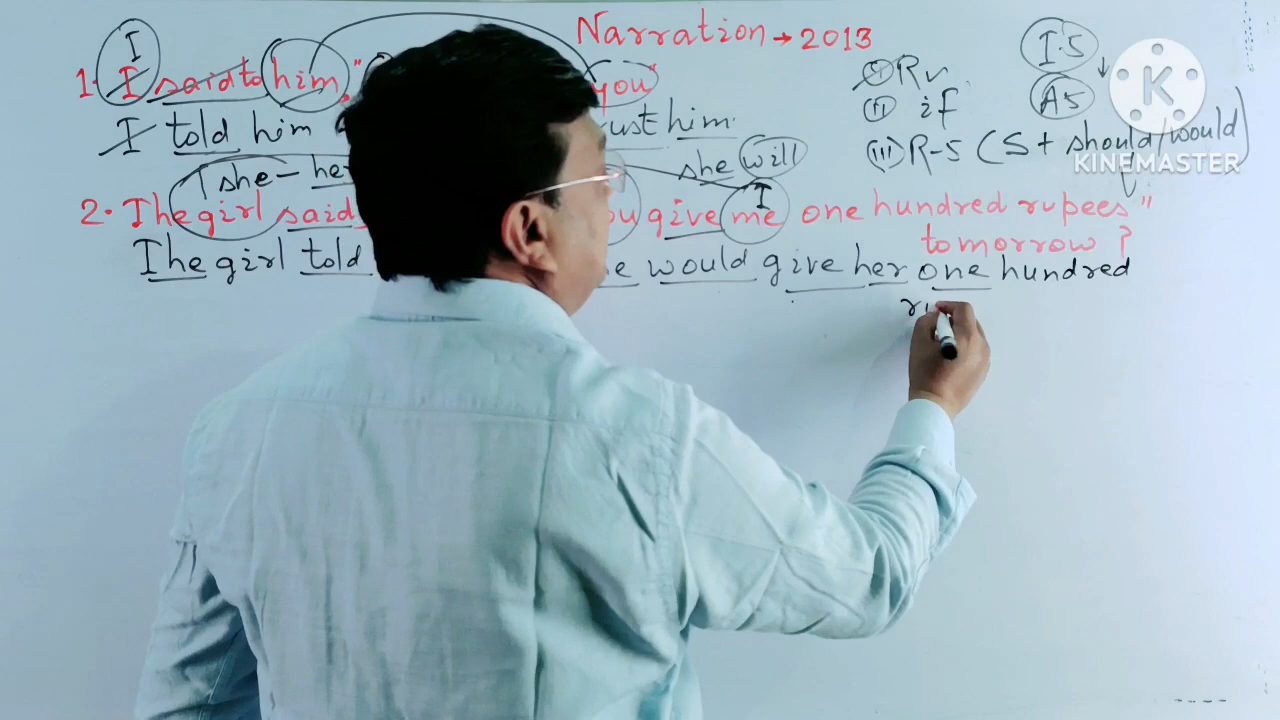 Narration → 2013
I
1. I said to him, " you"
I told him rust him.
(i) Rv
(ii) if
(iii) R-S (S + should/would)
I.S
A.S
K
KINEMASTER
she - her she will
I
2. The girl said ou give me one hundred rupees"
tomorrow ?
The girl told e would give her one hundred
ru